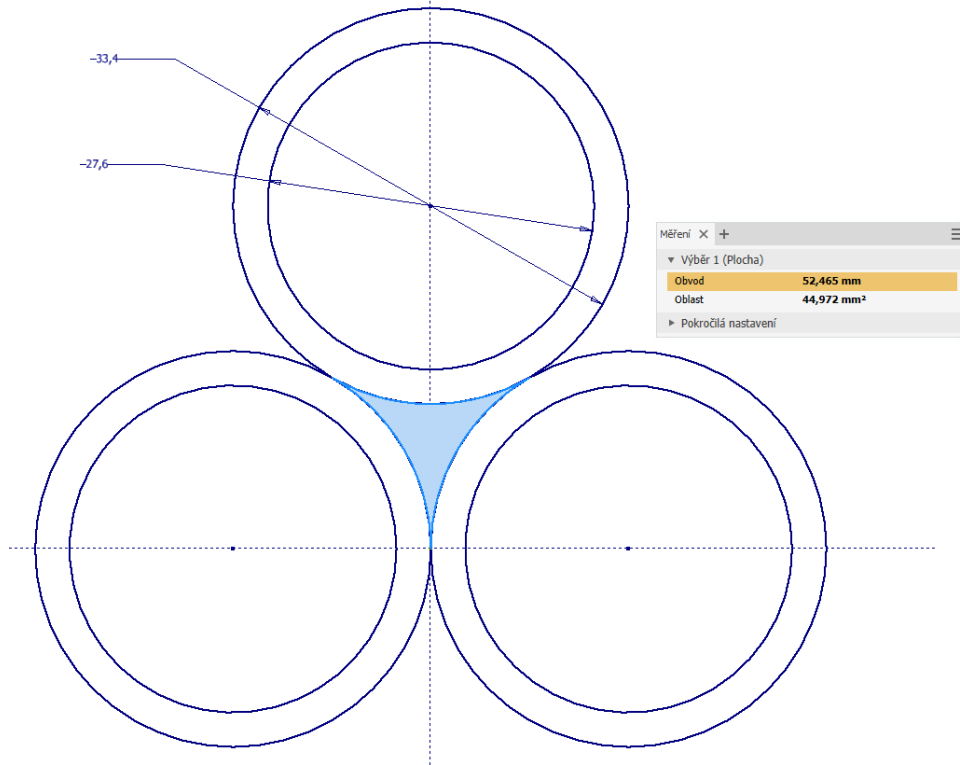 –33,4
–27,6
Měření
Výběr 1 (Plocha)
Obvod 52,465 mm
Oblast 44,972 mm²
Pokročilá nastavení